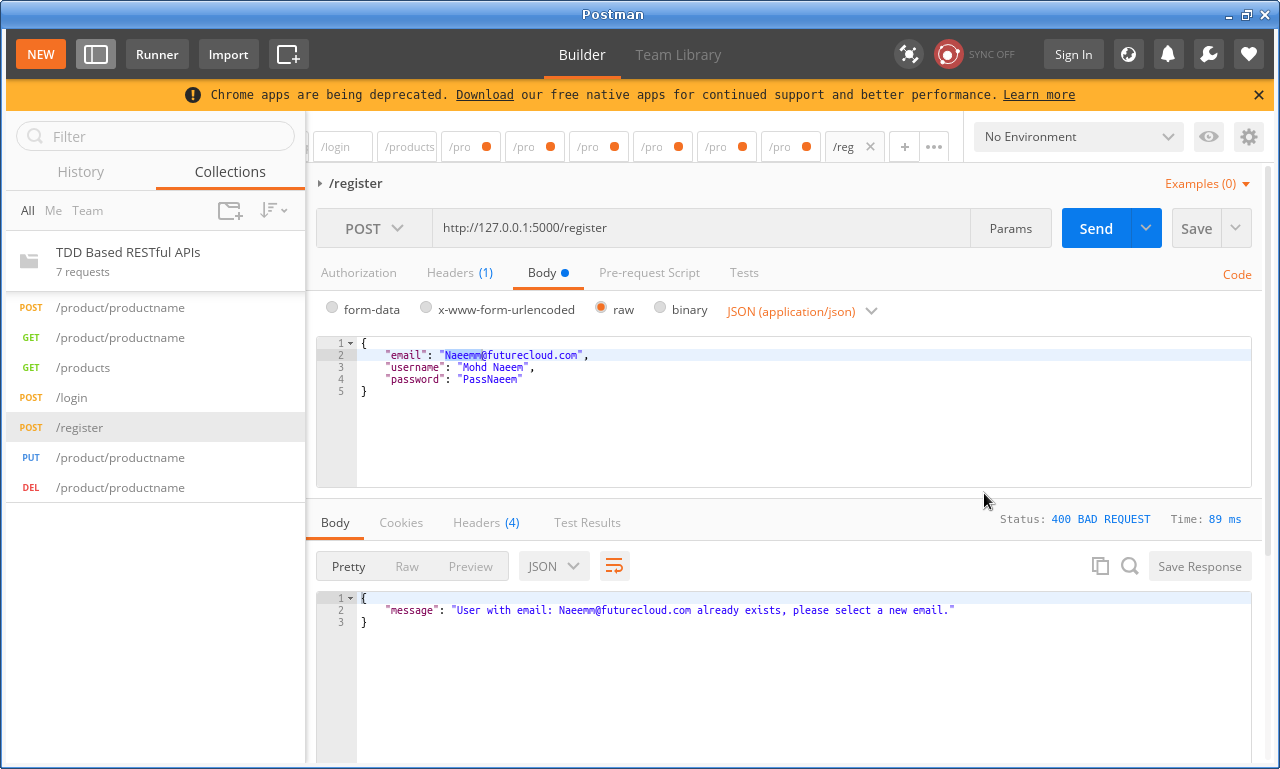 Postman
NEW Runner Import Builder Team Library SYNC OFF Sign In
Chrome apps are being deprecated. Download our free native apps for continued support and better performance. Learn more
Filter
History Collections
All Me Team
TDD Based RESTful APIs
7 requests
POST /product/productname
GET /product/productname
GET /products
POST /login
POST /register
PUT /product/productname
DEL /product/productname
/login /products /pro /pro /pro /pro /pro /pro /reg + ••• No Environment
/register Examples (0)
POST http://127.0.0.1:5000/register Params Send Save
Authorization Headers (1) Body Pre-request Script Tests Code
form-data x-www-form-urlencoded raw binary JSON (application/json)
1 {
2 "email": "Naeemm@futurecloud.com",
3 "username": "Mohd Naeem",
4 "password": "PassNaeem"
5 }
Body Cookies Headers (4) Test Results Status: 400 BAD REQUEST Time: 89 ms
Pretty Raw Preview JSON Save Response
1 {
2 "message": "User with email: Naeemm@futurecloud.com already exists, please select a new email."
3 }